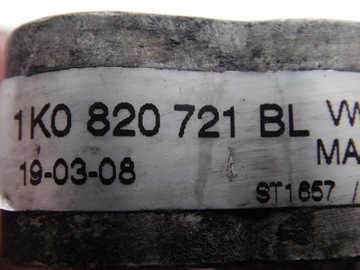 1K0 820 721 BL VW
19-03-08 MA
ST1657 /